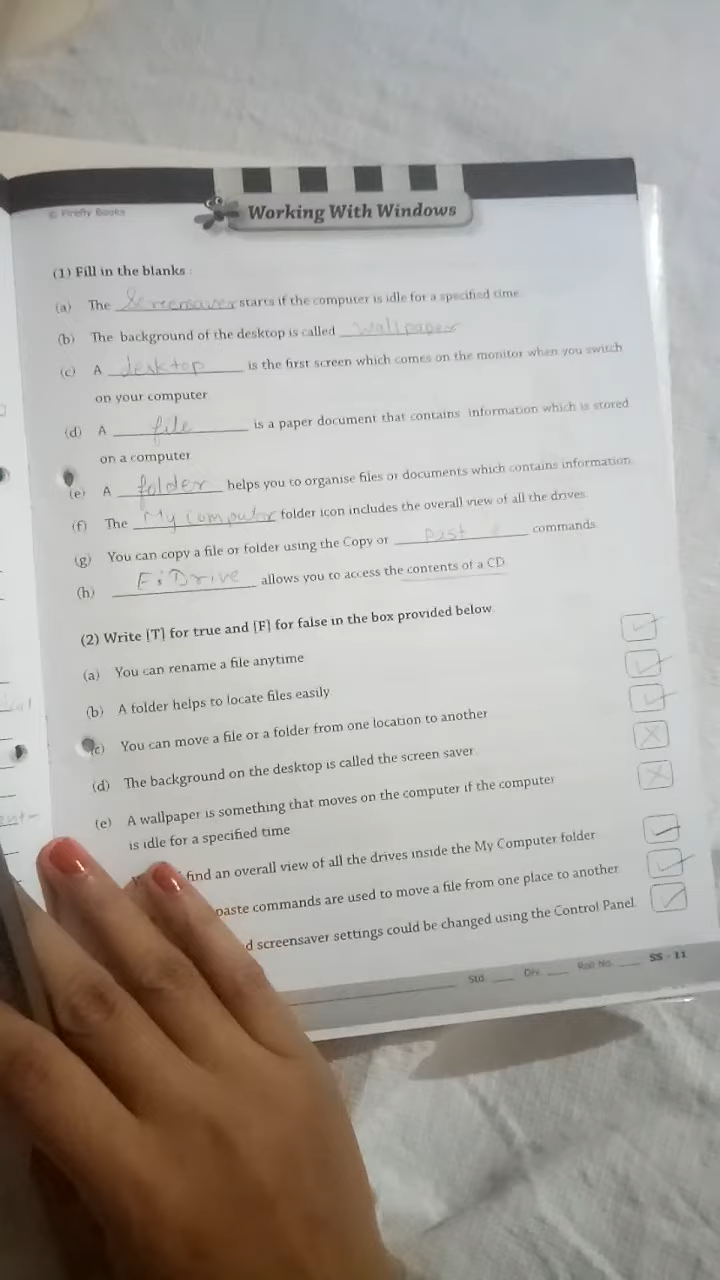 © Firefly Books
Working With Windows
(1) Fill in the blanks
(a) The Screensaver starts if the computer is idle for a specified time
(b) The background of the desktop is called wallpaper
(c) A desktop is the first screen which comes on the monitor when you switch
on your computer
(d) A file is a paper document that contains information which is stored
on a computer
(e) A folder helps you to organise files or documents which contains information
(f) The My computer folder icon includes the overall view of all the drives
(g) You can copy a file or folder using the Copy or Past e commands
(h) E:Drive allows you to access the contents of a CD
(2) Write [T] for true and [F] for false in the box provided below
(a) You can rename a file anytime
(b) A folder helps to locate files easily
(c) You can move a file or a folder from one location to another
(d) The background on the desktop is called the screen saver
(e) A wallpaper is something that moves on the computer if the computer
is idle for a specified time
find an overall view of all the drives inside the My Computer folder
paste commands are used to move a file from one place to another
d screensaver settings could be changed using the Control Panel
Std. ___ Div. ___ Roll No. ___ SS - 11